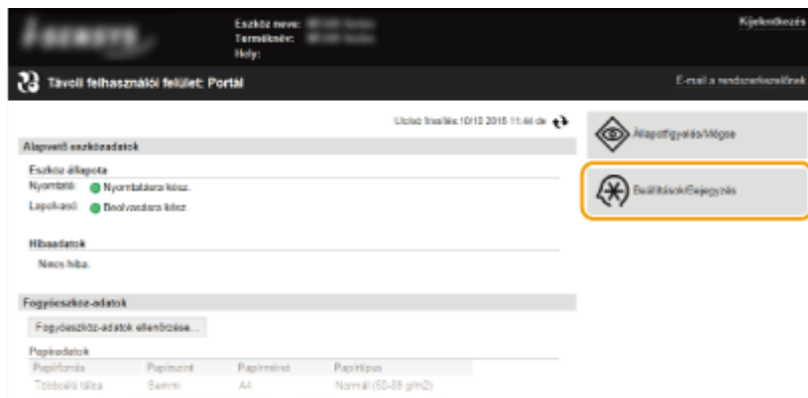 Eszköz neve:
Terméknév:
Hely:
Kijelentkezés
Távoli felhasználói felület: Portál
E-mail a rendszerkezelőnek
Utolsó frissítés:10/10 2016 11:44 de.
Alapvető eszközadatok
Eszköz állapota
Nyomtató: Nyomtatásra kész.
Lapolvasó: Beolvasásra kész.
Hibaadatok
Nincs hiba.
Fogyóeszköz-adatok
Fogyóeszköz-adatok ellenőrzése...
Papíradatok
Papírforrás Papírszint Papírméret Papírtípus
Többcélú tálca Semmi A4 Normál (60-89 g/m2)
Állapotfigyelés/Mégse
Beállítások/Bejegyzés